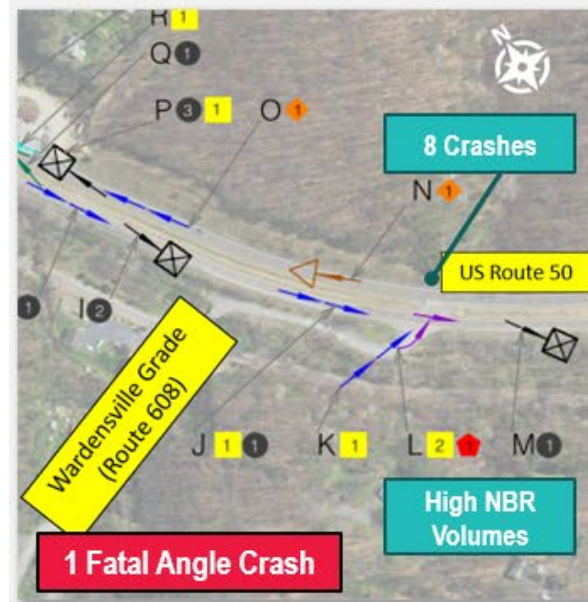 R 1
Q 1
P 3 1
O 1
N
8 Crashes
N 1
US Route 50
1
I 2
Wardensville Grade
(Route 608)
J 1 1
K 1
L 2 1
M 1
High NBR
Volumes
1 Fatal Angle Crash